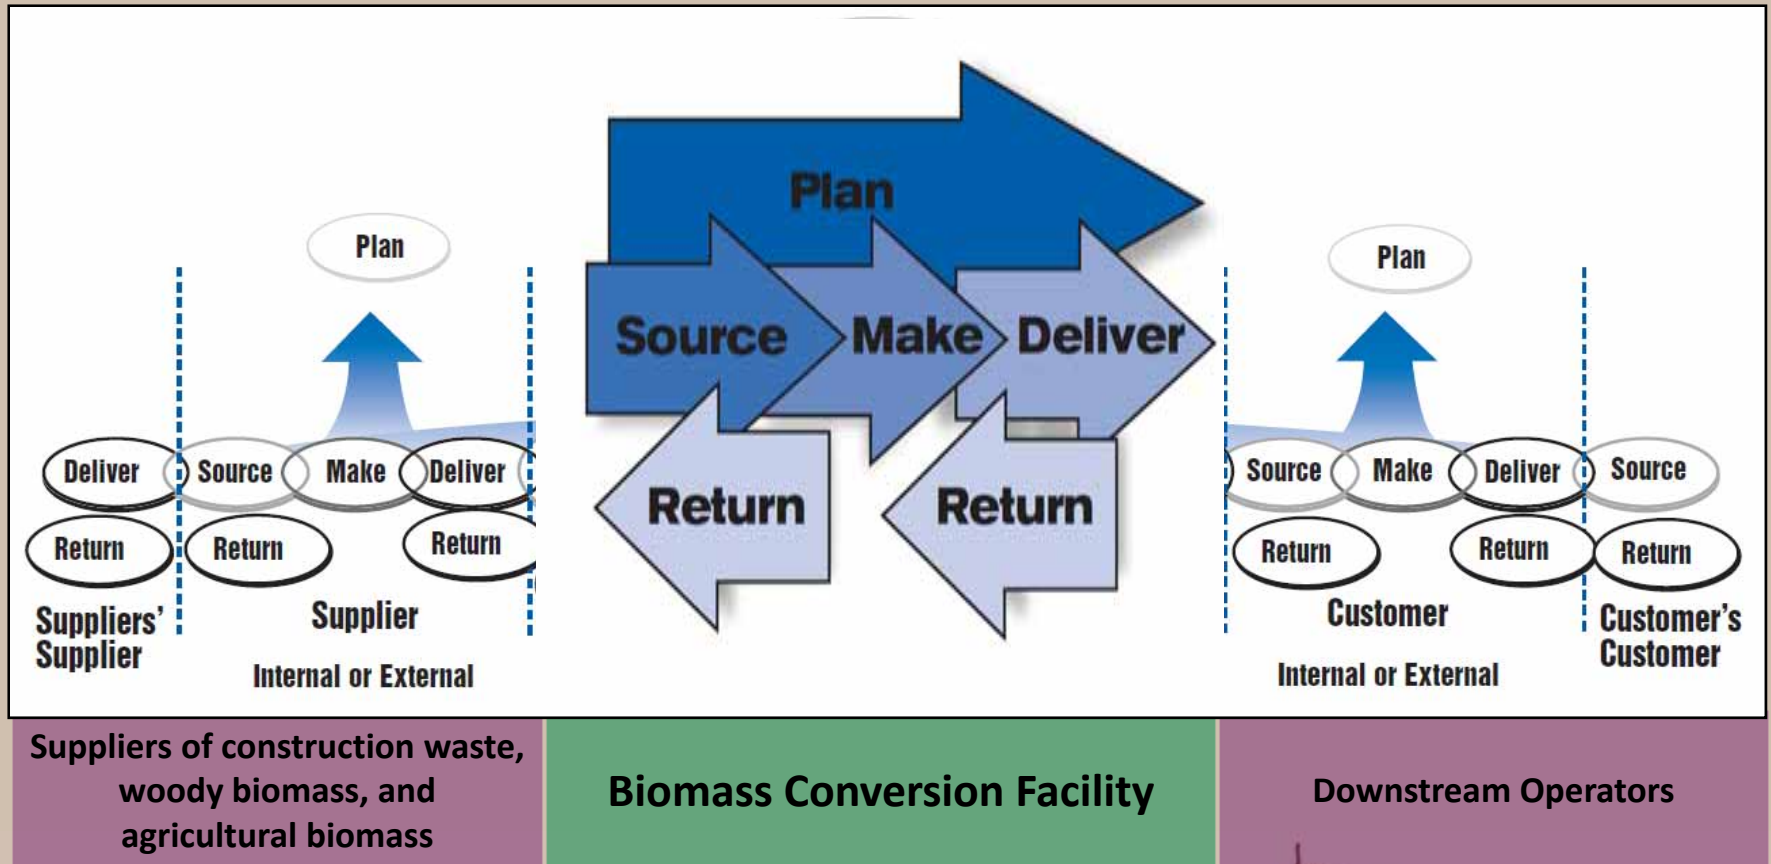 Plan
Deliver
Source
Make
Deliver
Return
Return
Return
Suppliers'
Supplier
Supplier
Internal or External
Plan
Source
Make
Deliver
Return
Return
Plan
Source
Make
Deliver
Source
Return
Return
Return
Customer
Customer's
Customer
Internal or External
Suppliers of construction waste,
woody biomass, and
agricultural biomass
Biomass Conversion Facility
Downstream Operators